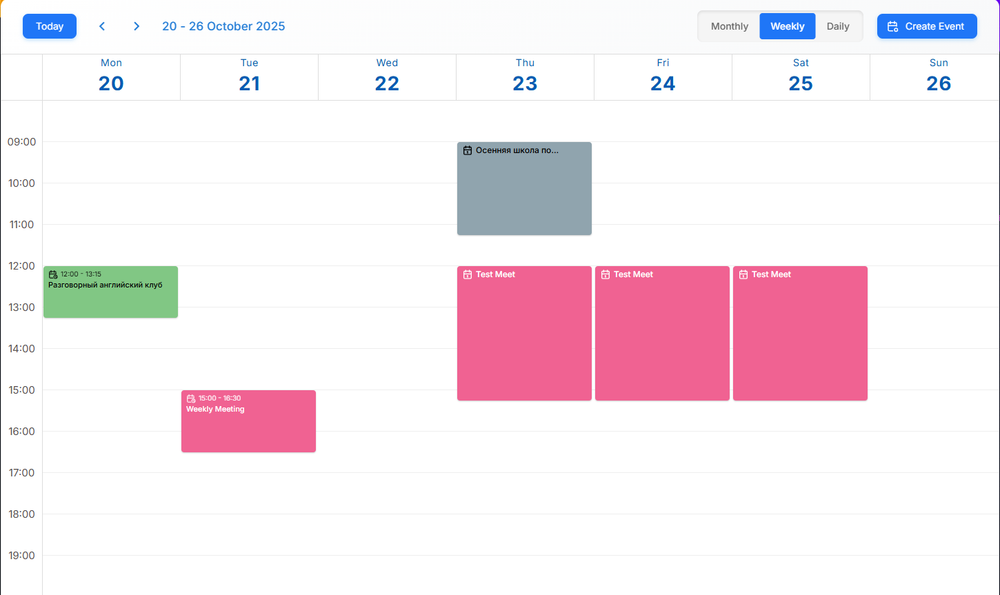 Today
20 - 26 October 2025
Monthly
Weekly
Daily
Create Event
Mon
20
Tue
21
Wed
22
Thu
23
Fri
24
Sat
25
Sun
26
09:00
Осенняя школа по...
10:00
11:00
12:00
12:00 - 13:15
Разговорный английский клуб
Test Meet
Test Meet
Test Meet
13:00
14:00
15:00
15:00 - 16:30
Weekly Meeting
16:00
17:00
18:00
19:00